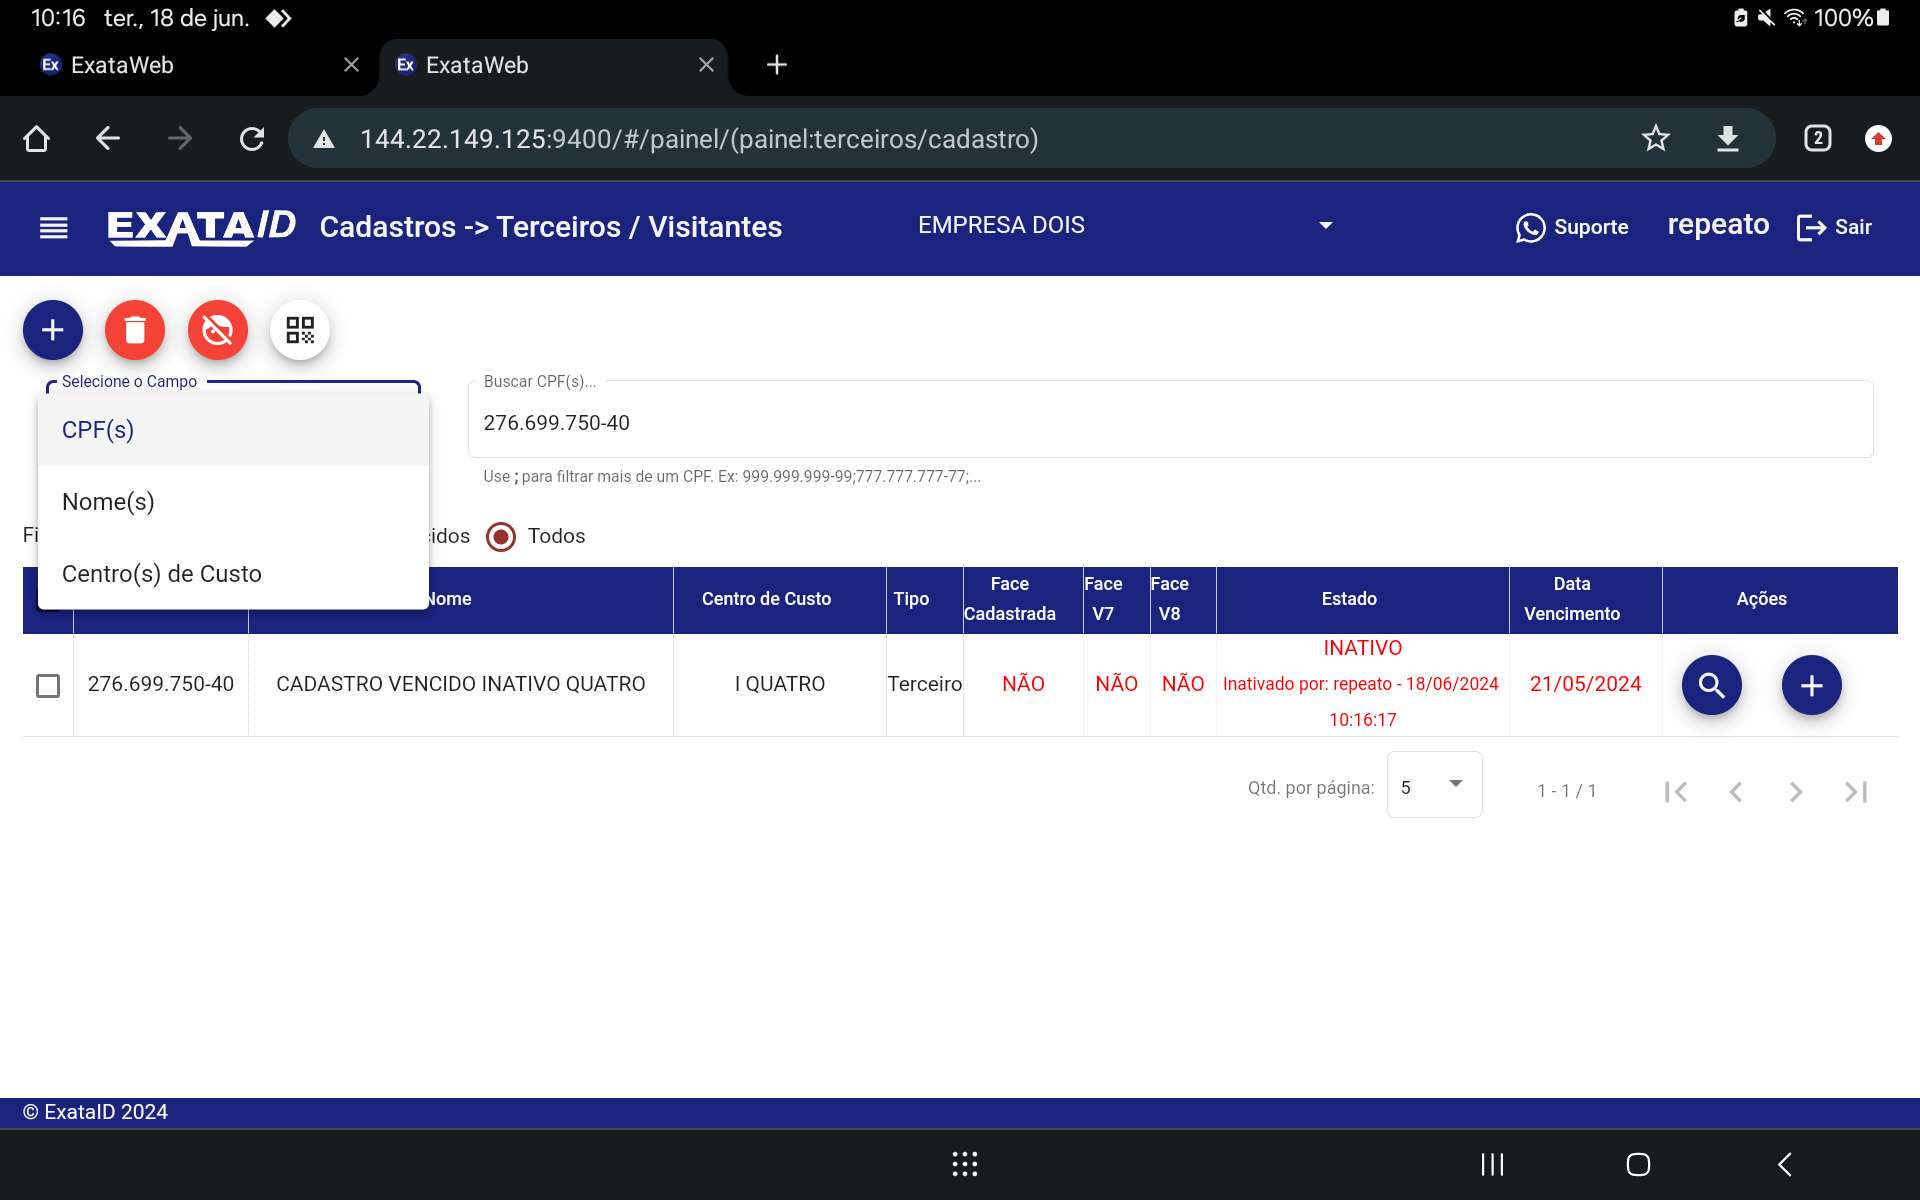 10:16 ter., 18 de jun. 100%
Ex ExataWeb Ex ExataWeb
144.22.149.125:9400/#/painel/(painel:terceiros/cadastro) 2
EXATAID Cadastros -> Terceiros / Visitantes EMPRESA DOIS Suporte repeato Sair
Selecione o Campo
CPF(s)
Nome(s)
Centro(s) de Custo
Buscar CPF(s)...
276.699.750-40
Use ; para filtrar mais de um CPF. Ex: 999.999.999-99;777.777.777-77;...
Fi idos Todos
Nome Centro de Custo Tipo Face Cadastrada Face V7 Face V8 Estado Data Vencimento Ações
276.699.750-40 CADASTRO VENCIDO INATIVO QUATRO I QUATRO Terceiro NÃO NÃO NÃO INATIVO Inativado por: repeato - 18/06/2024 10:16:17 21/05/2024
Qtd. por página: 5 1 - 1 / 1
© ExataID 2024